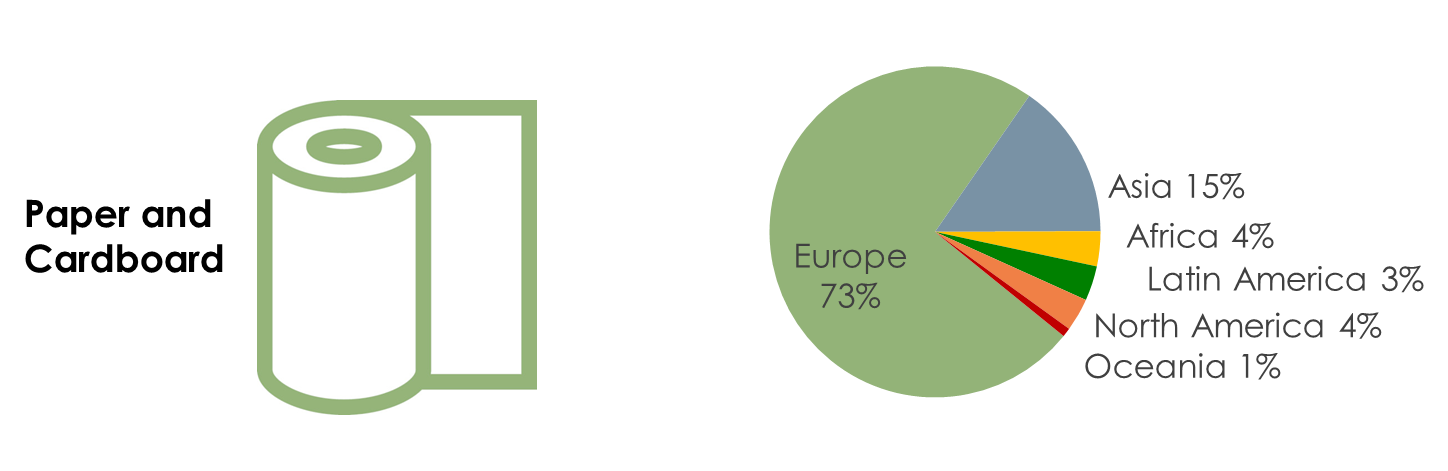 Paper and
Cardboard
Europe
73%
Asia 15%
Africa 4%
Latin America 3%
North America 4%
Oceania 1%